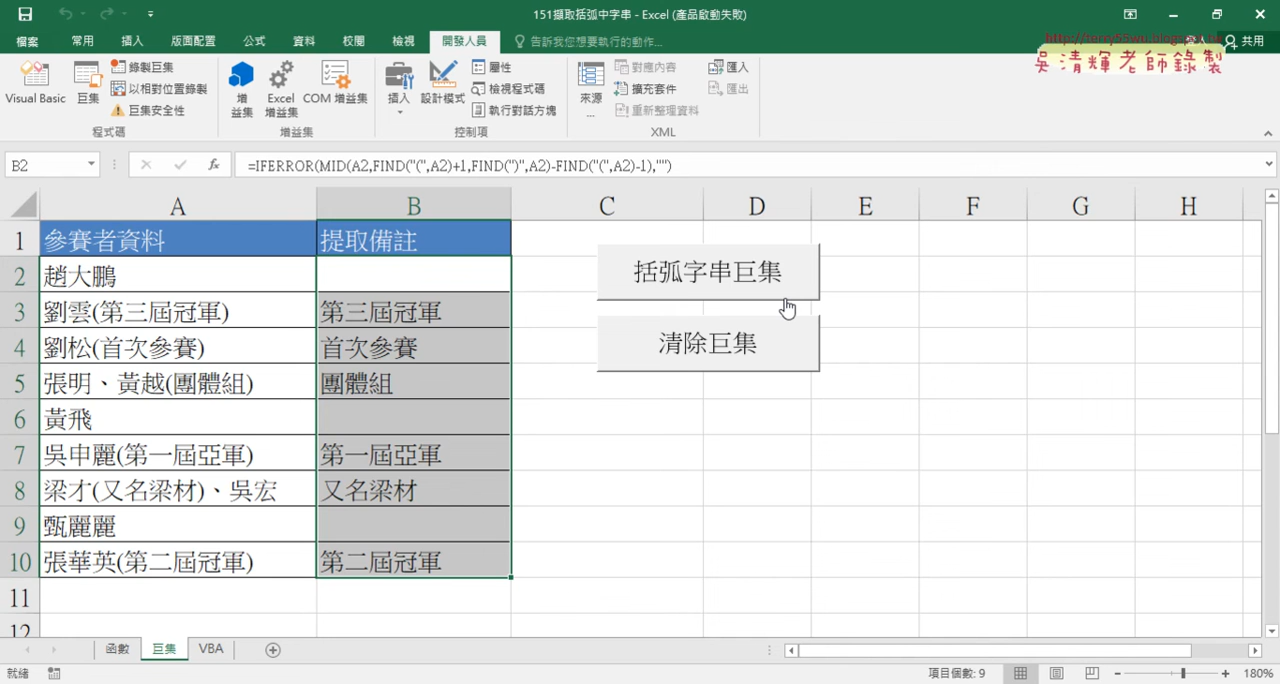 151擷取括弧中字串 - Excel (產品啟動失敗)
檔案 常用 插入 版面配置 公式 資料 校閱 檢視 開發人員 告訴我您想要執行的動作... 共用
http://terry55wu.blogspot.tw
吳清輝老師錄製
Visual Basic 巨集 錄製巨集 以相對位置錄製 巨集安全性 程式碼
增益集 Excel 增益集 COM 增益集 增益集
插入 設計模式 屬性 檢視程式碼 執行對話方塊 控制項
來源... 對應內容 擴充套件 重新整理資料 匯入 匯出 XML
B2 fx =IFERROR(MID(A2,FIND("(",A2)+1,FIND(")",A2)-FIND("(",A2)-1),"")
A B C D E F G H
1 參賽者資料 提取備註
2 趙大鵬
括弧字串巨集
3 劉雲(第三屆冠軍) 第三屆冠軍
4 劉松(首次參賽) 首次參賽
清除巨集
5 張明、黃越(團體組) 團體組
6 黃飛
7 吳申麗(第一屆亞軍) 第一屆亞軍
8 梁才(又名梁材)、吳宏 又名梁材
9 甄麗麗
10 張華英(第二屆冠軍) 第二屆冠軍
11
12
函數 巨集 VBA
就緒 項目個數: 9 180%